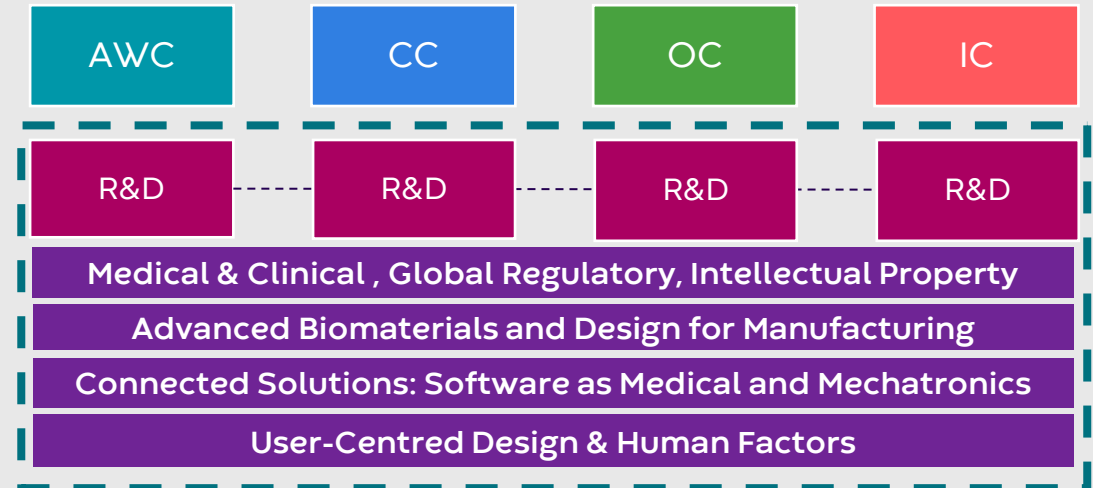 AWC
CC
OC
IC
R&D
R&D
R&D
R&D
Medical & Clinical , Global Regulatory, Intellectual Property
Advanced Biomaterials and Design for Manufacturing
Connected Solutions: Software as Medical and Mechatronics
User-Centred Design & Human Factors